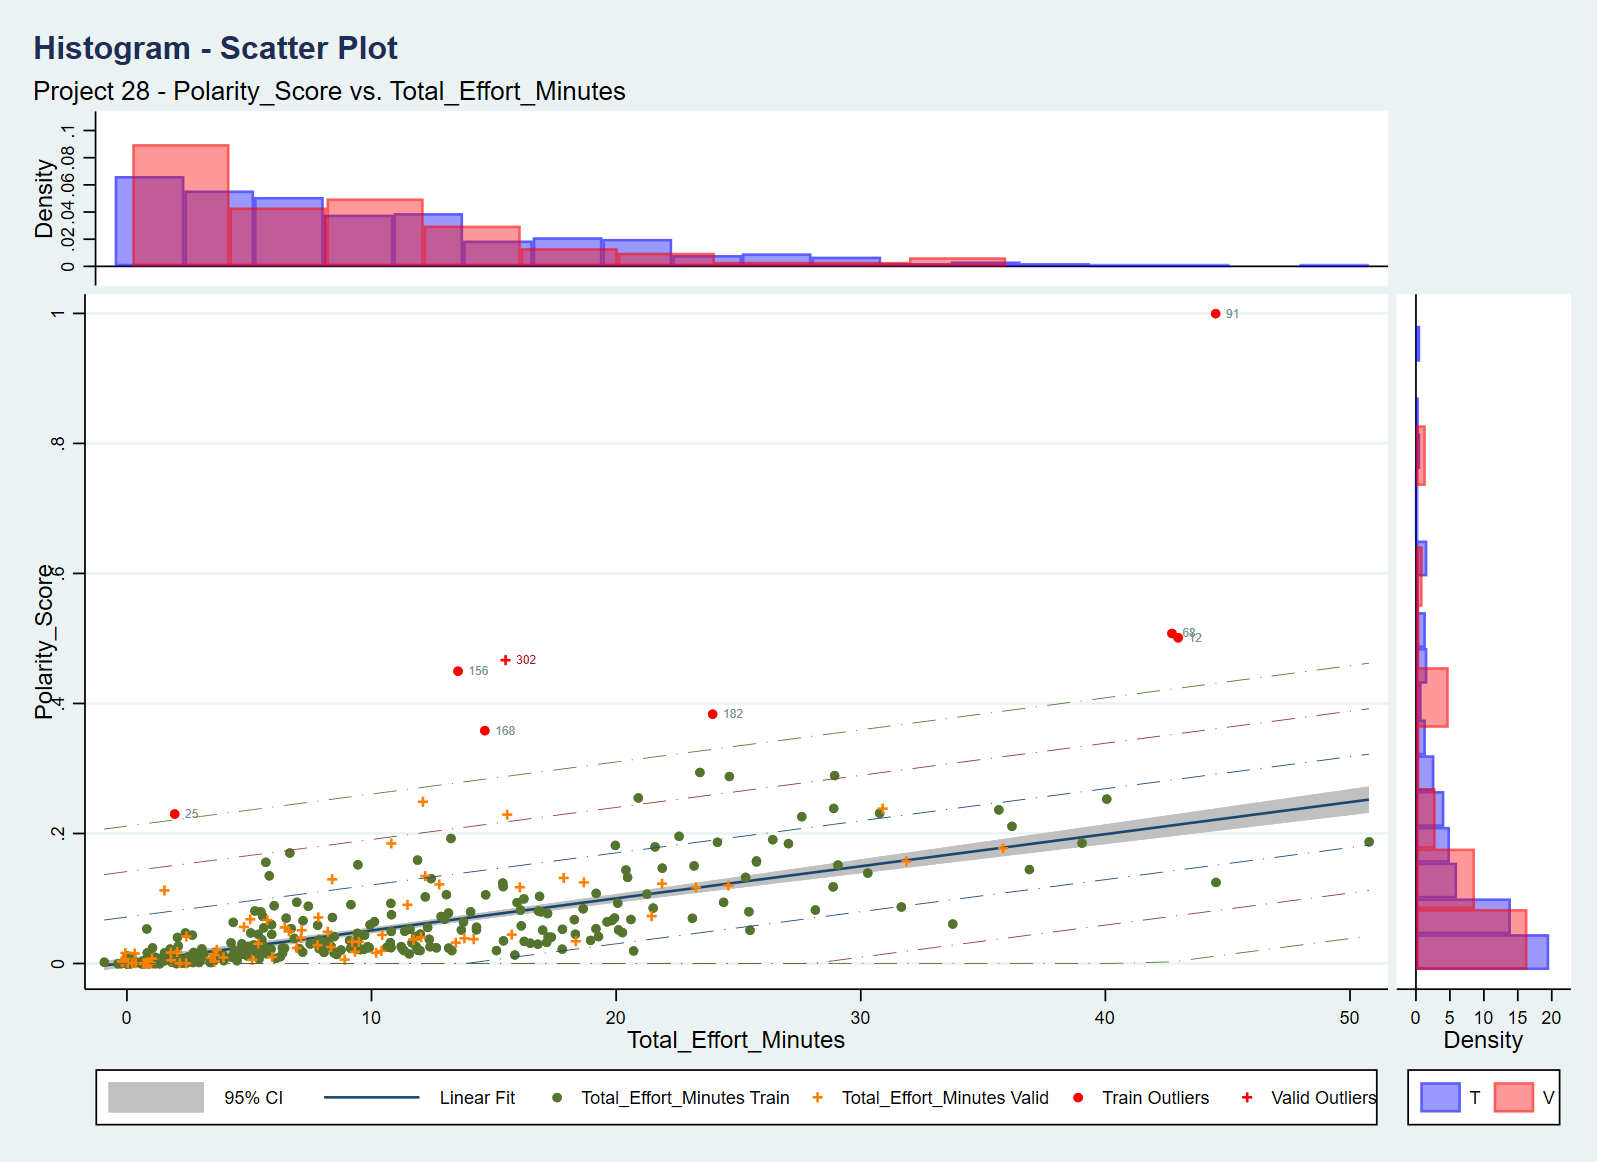 Histogram - Scatter Plot
Project 28 - Polarity_Score vs. Total_Effort_Minutes
Density
0 .02 .04 .06 .08 .1
Polarity_Score
1
.8
.6
.4
.2
0
91
68
12
302
156
182
168
25
0 10 20 30 40 50
Total_Effort_Minutes
0 5 10 15 20
Density
95% CI Linear Fit Total_Effort_Minutes Train Total_Effort_Minutes Valid Train Outliers Valid Outliers
T V